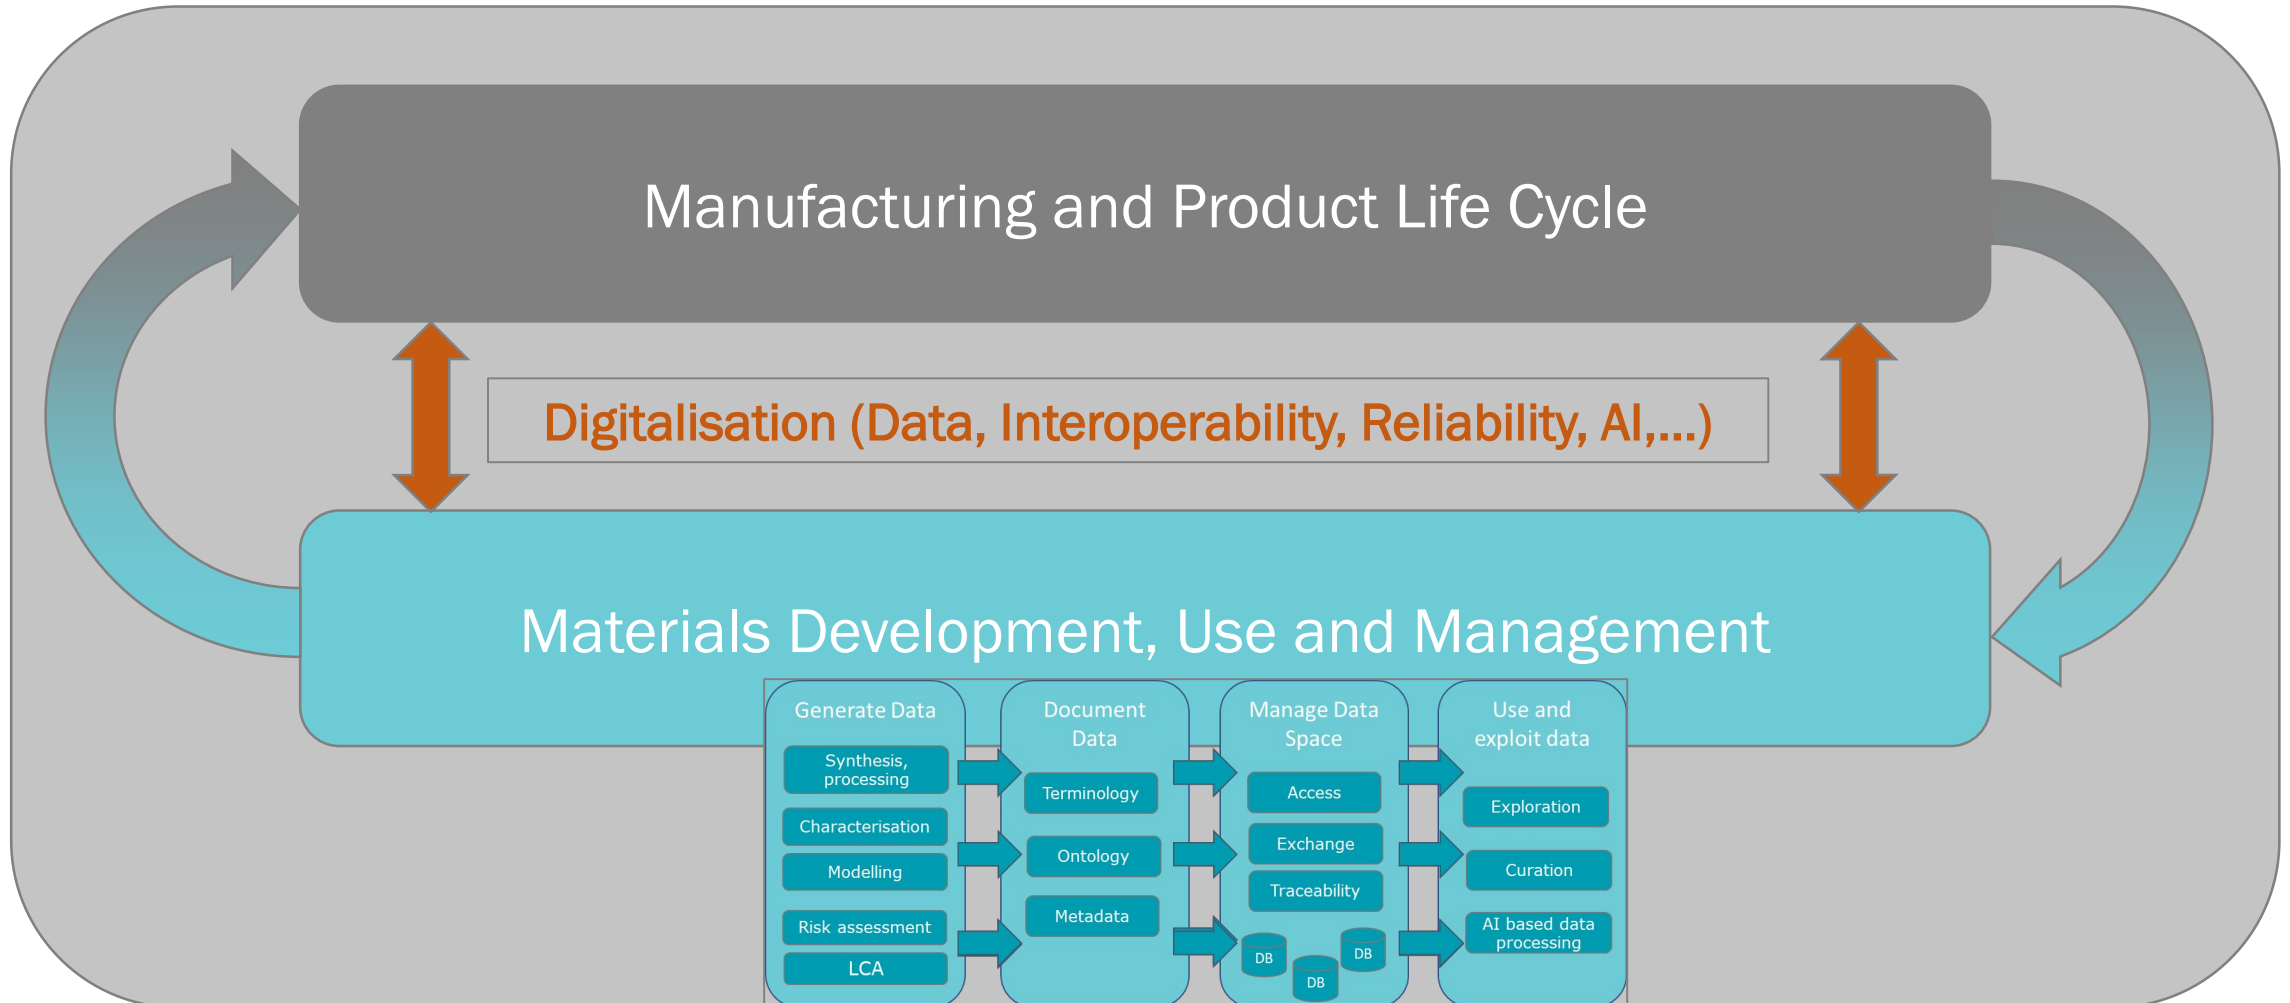 Manufacturing and Product Life Cycle
Digitalisation (Data, Interoperability, Reliability, AI,...)
Materials Development, Use and Management
Generate Data
Synthesis,
processing
Characterisation
Modelling
Risk assessment
LCA
Document
Data
Terminology
Ontology
Metadata
Manage Data
Space
Access
Exchange
Traceability
DB
DB
DB
Use and
exploit data
Exploration
Curation
AI based data
processing